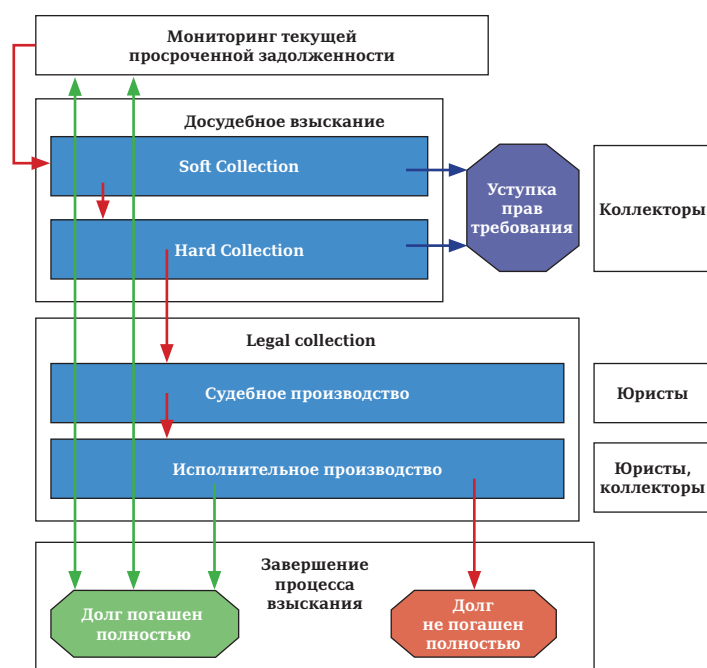 Мониторинг текущей
просроченной задолженности
Досудебное взыскание
Soft Collection
Hard Collection
Уступка
прав
требования
Коллекторы
Legal collection
Судебное производство
Юристы
Исполнительное производство
Юристы,
коллекторы
Завершение
процесса
взыскания
Долг погашен
полностью
Долг
не погашен
полностью